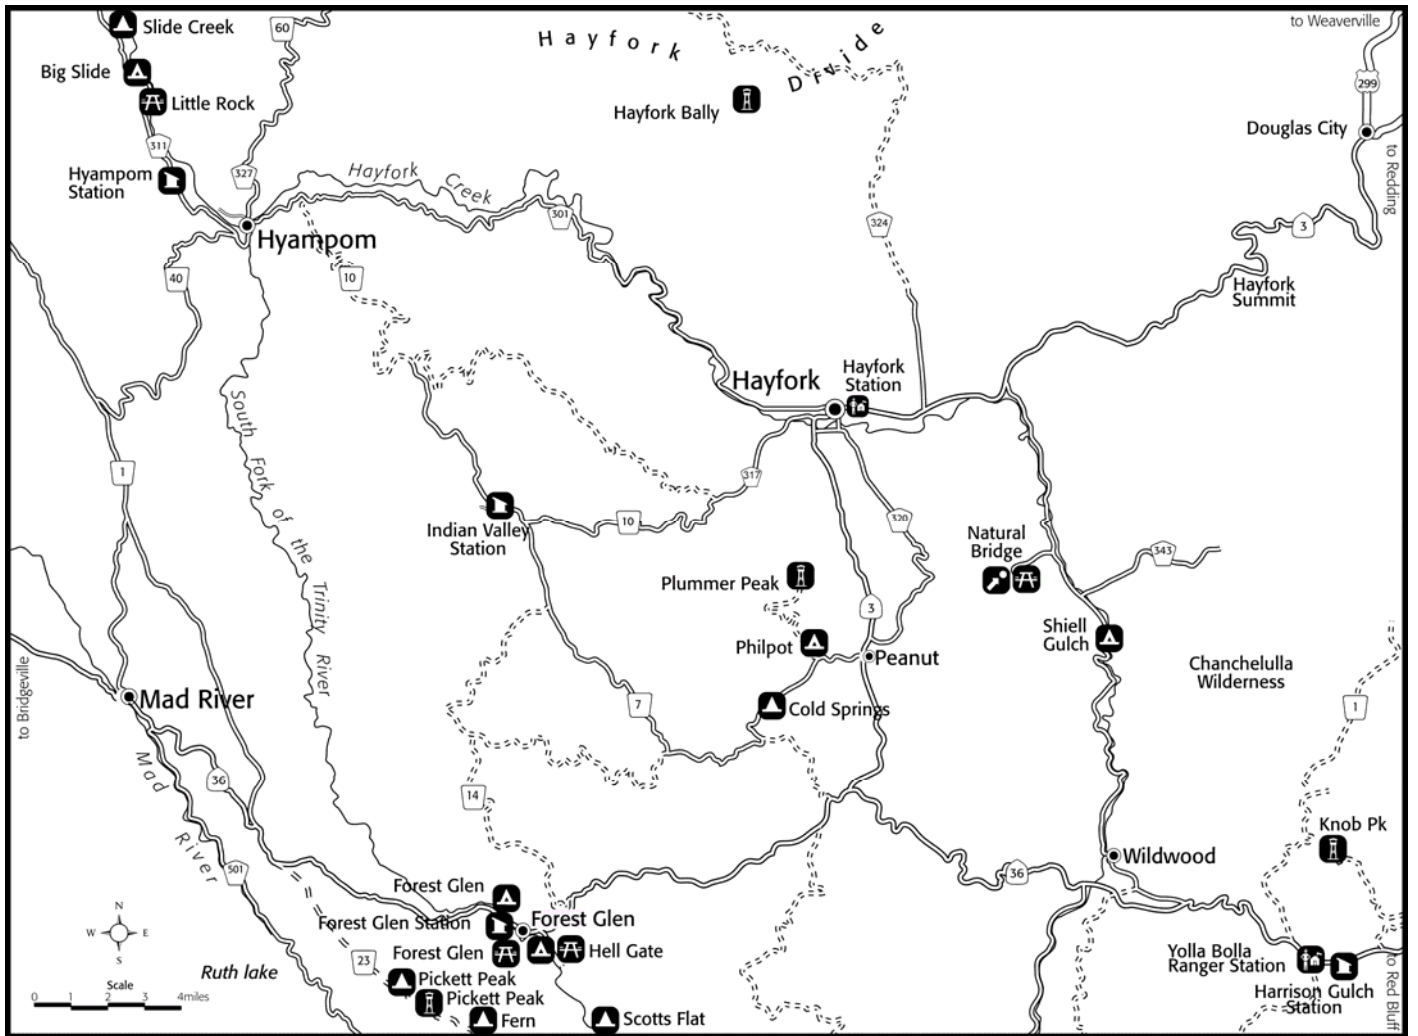 to Weaverville
Slide Creek
60
Hayfork
Divide
Big Slide
299
Little Rock
Hayfork Bally
Douglas City
311
to Redding
Hyampom
Station
327
Hayfork
Creek
301
324
3
Hyampom
40
10
Hayfork
Summit
Hayfork
Hayfork
Station
South Fork of the Trinity River
1
317
Indian Valley
Station
10
320
Natural
Bridge
343
Plummer Peak
3
Shiell
Gulch
Philpot
Peanut
Chanchelulla
Wilderness
to Bridgeville
Mad River
7
Cold Springs
1
Mad River
36
14
Knob Pk
Wildwood
501
36
Forest Glen
Forest Glen Station
Forest Glen
N
W
E
S
Forest Glen
Hell Gate
Yolla Bolla
Ranger Station
23
Ruth lake
Pickett Peak
Pickett Peak
Harrison Gulch
Station
to Red Bluff
Scale
0 1 2 3 4miles
Fern
Scotts Flat